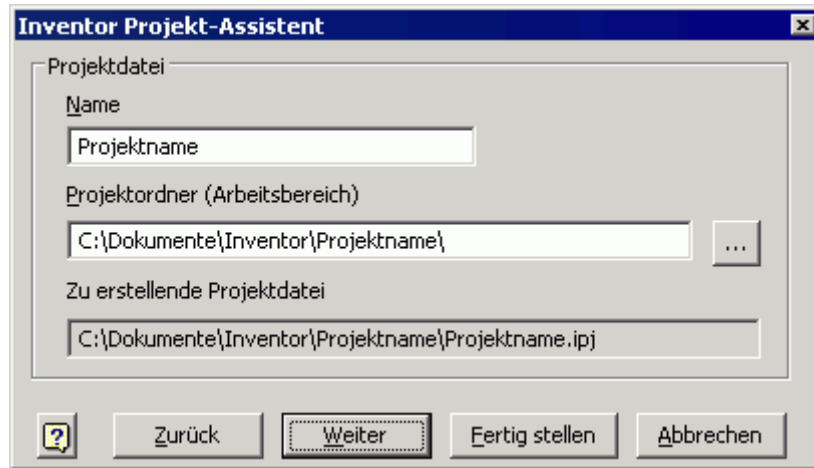 Inventor Projekt-Assistent
Projektdatei
Name
Projektname
Projektordner (Arbeitsbereich)
C:\Dokumente\Inventor\Projektname\
...
Zu erstellende Projektdatei
C:\Dokumente\Inventor\Projektname\Projektname.ipj
? Zurück Weiter Fertig stellen Abbrechen